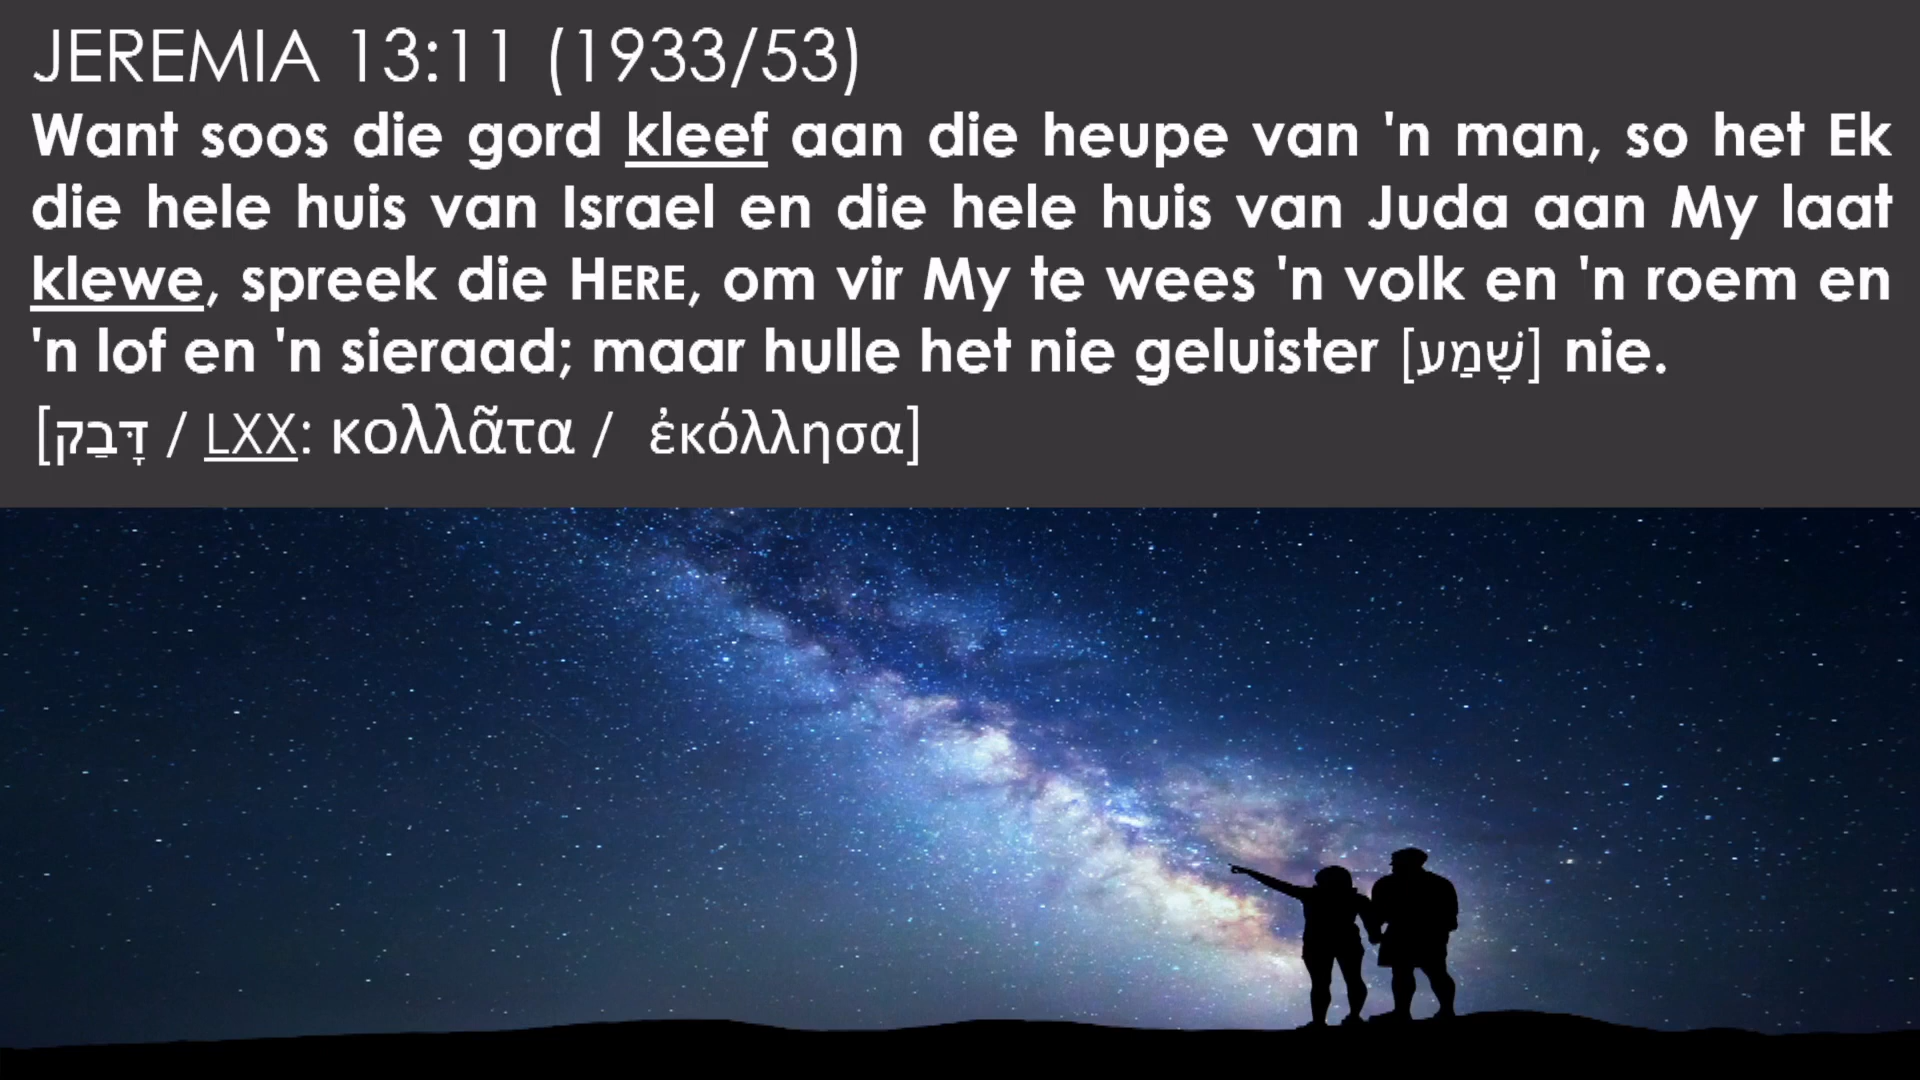 JEREMIA 13:11 (1933/53)
Want soos die gord kleef aan die heupe van 'n man, so het Ek
die hele huis van Israel en die hele huis van Juda aan My laat
klewe, spreek die HERE, om vir My te wees 'n volk en 'n roem en
'n lof en 'n sieraad; maar hulle het nie geluister [שָׁמַע] nie.
[דָּבַק / LXX: κολλᾶται / ἐκόλλησα]